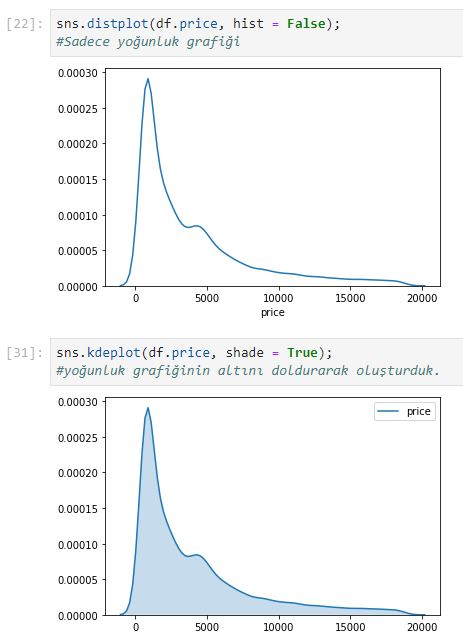 [22]: sns.distplot(df.price, hist = False);
#Sadece yoğunluk grafiği
0.00030
0.00025
0.00020
0.00015
0.00010
0.00005
0.00000
0 5000 10000 15000 20000
price
[31]: sns.kdeplot(df.price, shade = True);
#yoğunluk grafiğinin altını doldurarak oluşturduk.
0.00030
price
0.00025
0.00020
0.00015
0.00010
0.00005
0.00000
0 5000 10000 15000 20000